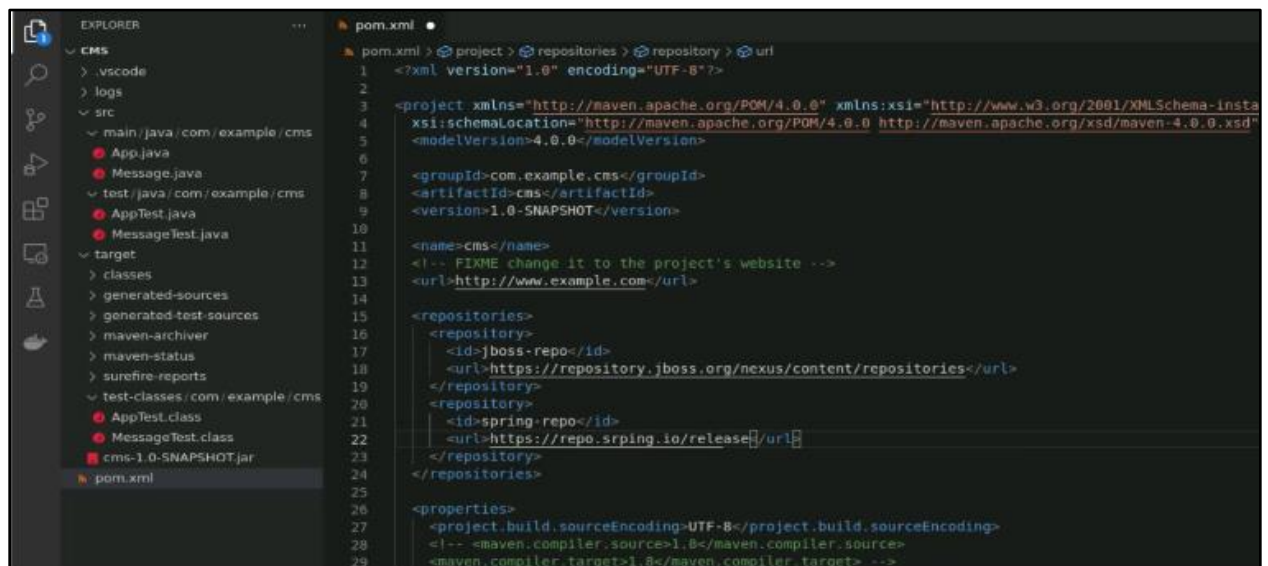 EXPLORER
...
CMS
.vscode
logs
src
main/java/com/example/cms
App.java
Message.java
test/java/com/example/cms
AppTest.java
MessageTest.java
target
classes
generated-sources
generated-test-sources
maven-archiver
maven-status
surefire-reports
test-classes/com/example/cms
AppTest.class
MessageTest.class
cms-1.0-SNAPSHOT.jar
pom.xml
1
pom.xml
pom.xml > project > repositories > repository > url
1 <?xml version="1.0" encoding="UTF-8"?>
2
3 <project xmlns="http://maven.apache.org/POM/4.0.0" xmlns:xsi="http://www.w3.org/2001/XMLSchema-insta
4 xsi:schemaLocation="http://maven.apache.org/POM/4.0.0 http://maven.apache.org/xsd/maven-4.0.0.xsd"
5 <modelVersion>4.0.0</modelVersion>
6
7 <groupId>com.example.cms</groupId>
8 <artifactId>cms</artifactId>
9 <version>1.0-SNAPSHOT</version>
10
11 <name>cms</name>
12 <!-- FIXME change it to the project's website -->
13 <url>http://www.example.com</url>
14
15 <repositories>
16 <repository>
17 <id>jboss-repo</id>
18 <url>https://repository.jboss.org/nexus/content/repositories</url>
19 </repository>
20 <repository>
21 <id>spring-repo</id>
22 <url>https://repo.srping.io/release</url>
23 </repository>
24 </repositories>
25
26 <properties>
27 <project.build.sourceEncoding>UTF-8</project.build.sourceEncoding>
28 <!-- <maven.compiler.source>1.8</maven.compiler.source>
29 <maven.compiler.target>1.8</maven.compiler.target> -->